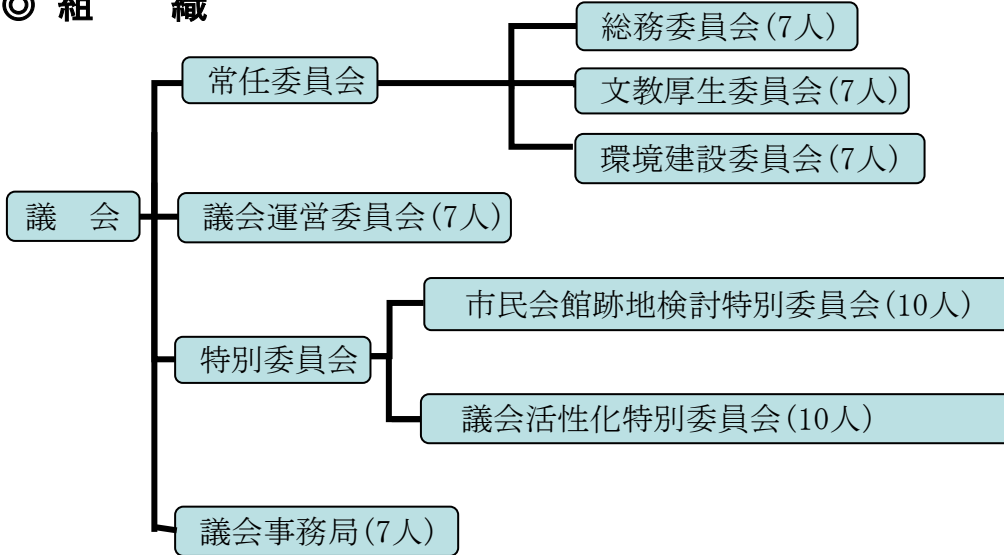 ◎ 組　織
総務委員会(7人)
常任委員会
文教厚生委員会(7人)
環境建設委員会(7人)
議　会
議会運営委員会(7人)
市民会館跡地検討特別委員会(10人)
特別委員会
議会活性化特別委員会(10人)
議会事務局(7人)